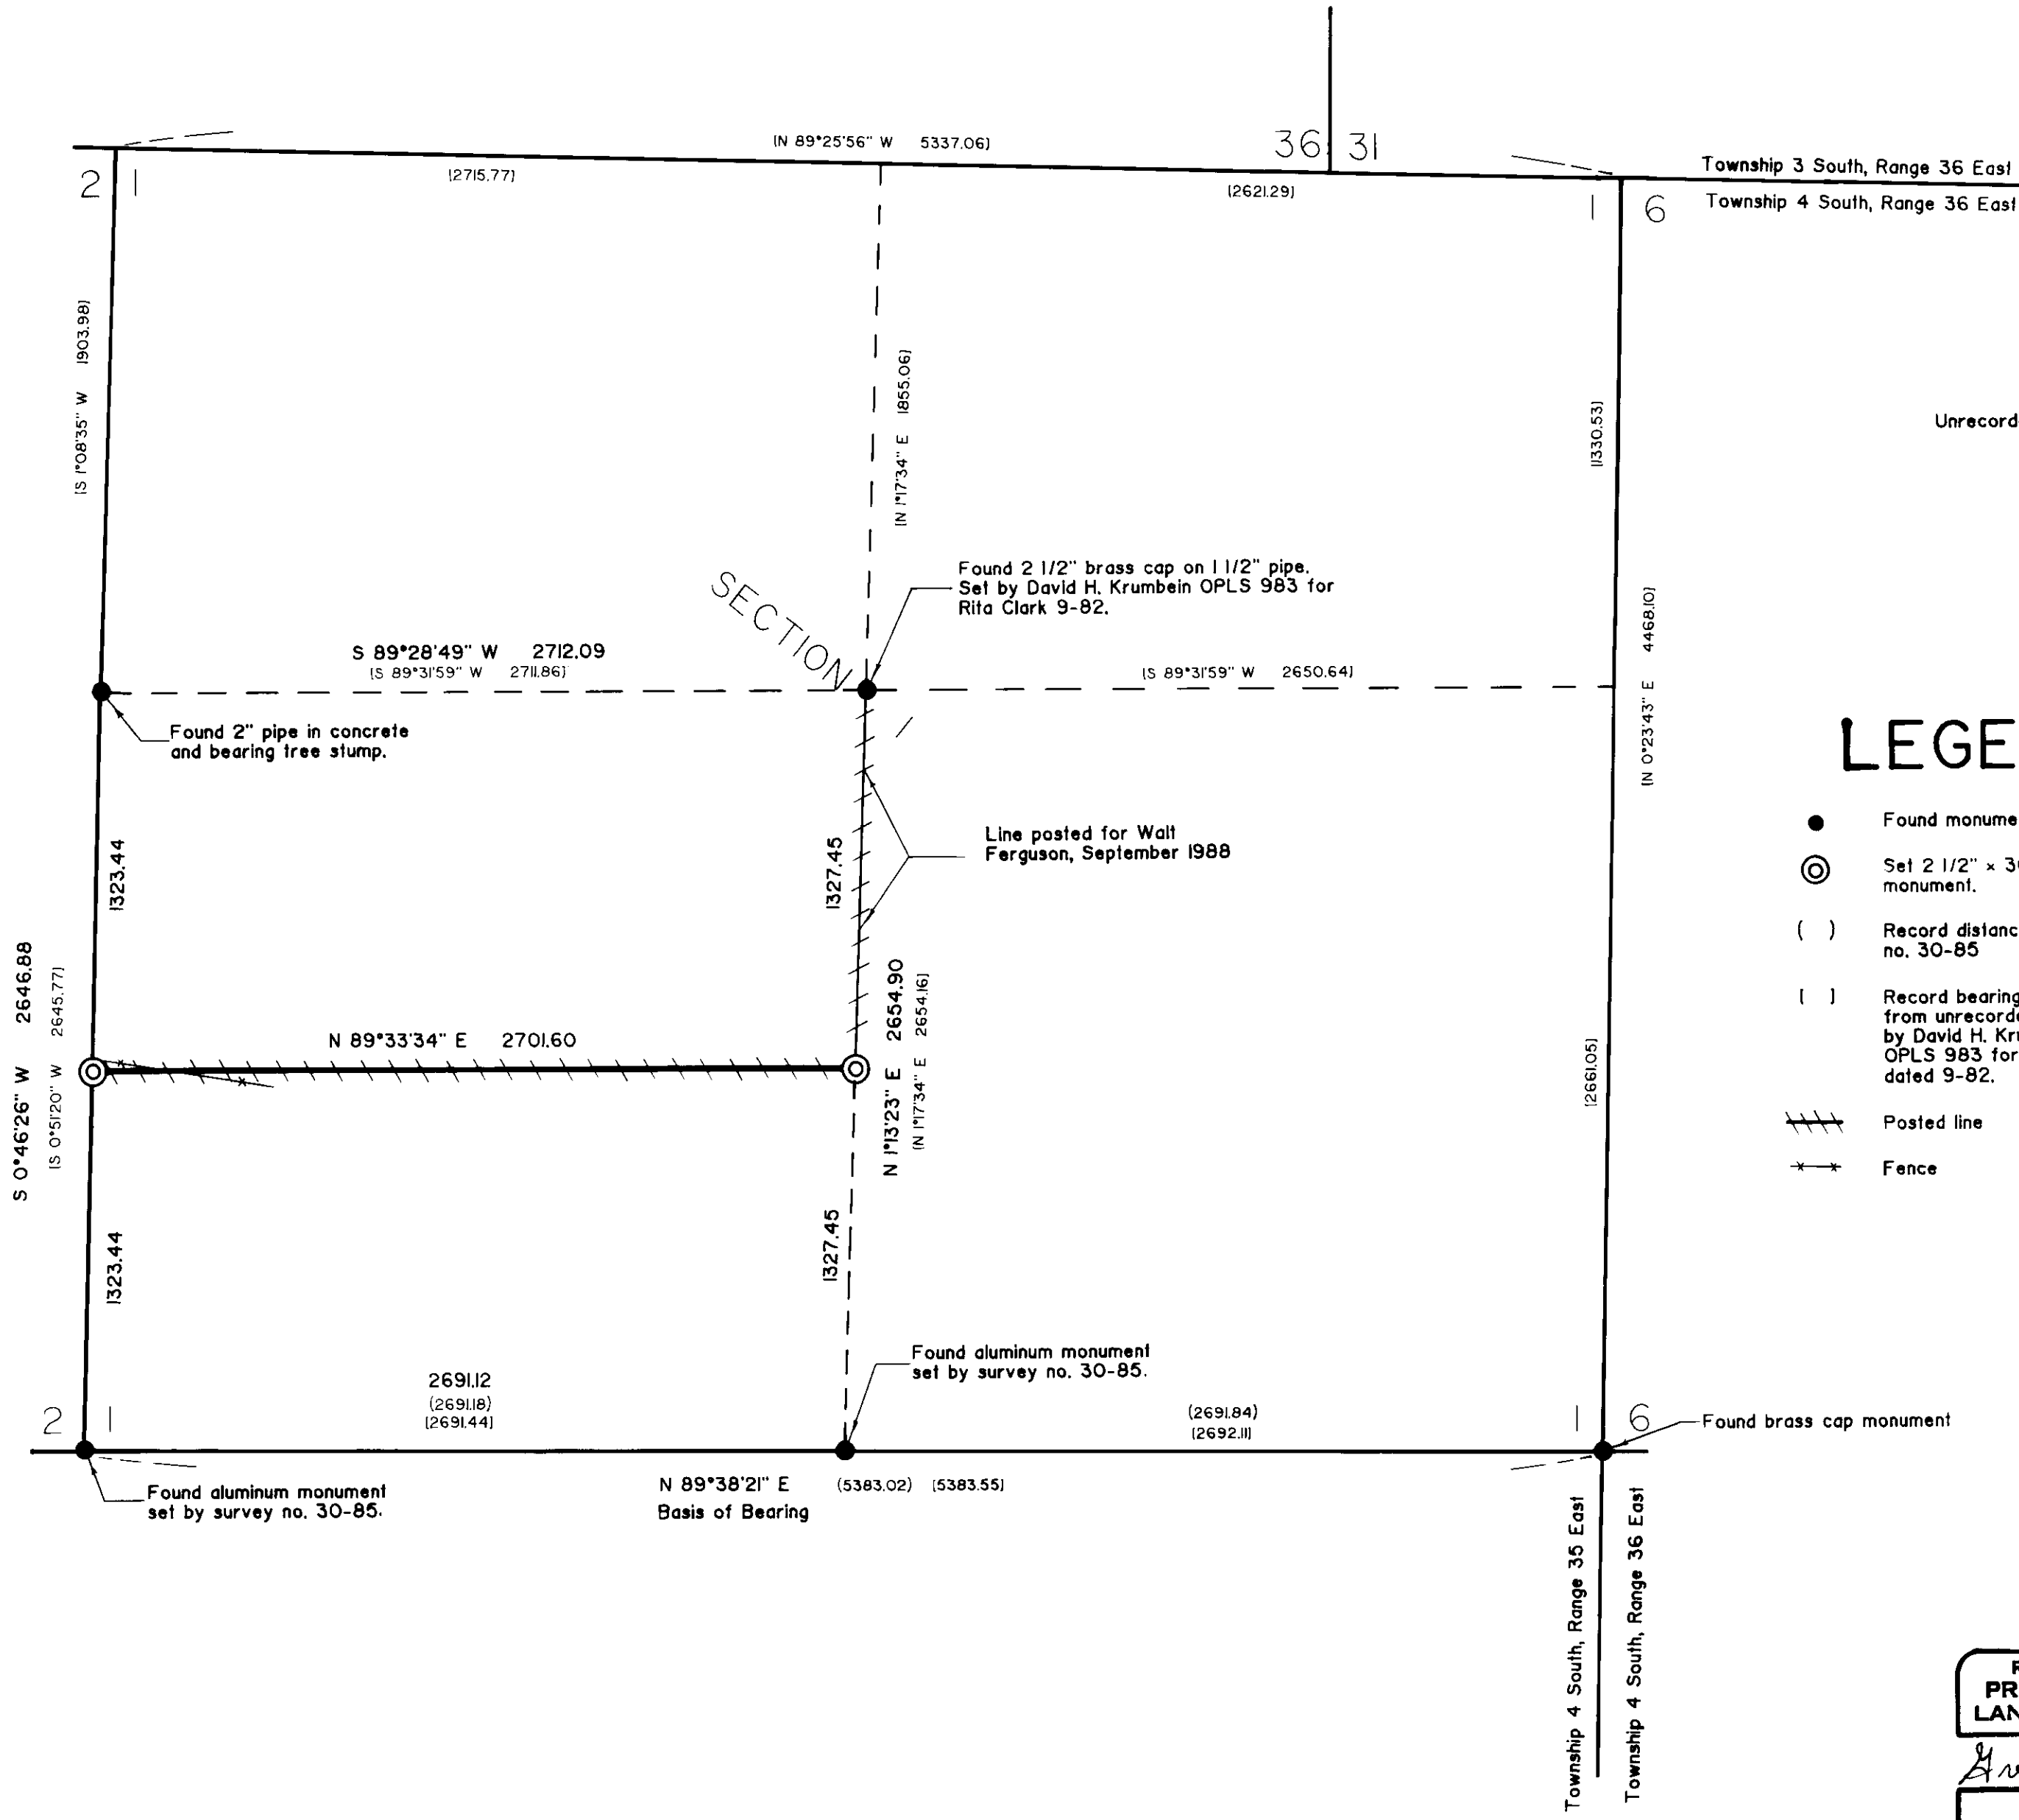 [N 89°25'56" W 5337.06]
36 31
[2715.77]
[2621.29]
Township 3 South, Range 36 East
Township 4 South, Range 36 East
2 1
1 6
[S 1°08'35" W 1903.98]
[N 1°17'34" E 1855.06]
[1330.53]
Unrecord
Found 2 1/2" brass cap on 1 1/2" pipe.
Set by David H. Krumbein OPLS 983 for
Rita Clark 9-82.
SECTION
S 89°28'49" W 2712.09
[S 89°31'59" W 2711.86]
[S 89°31'59" W 2650.64]
[N 0°23'43" E 4468.10]
Found 2" pipe in concrete
and bearing tree stump.
LEGE
Found monume
Set 2 1/2" x 3
monument.
( ) Record distanc
no. 30-85
[ ] Record bearing
from unrecorde
by David H. Kru
OPLS 983 for
dated 9-82.
Posted line
Fence
Line posted for Walt
Ferguson, September 1988
1323.44
1327.45
S 0°46'26" W 2646.88
[S 0°51'20" W 2645.77]
N 89°33'34" E 2701.60
N 1°13'23" E 2654.90
[N 1°17'34" E 2654.16]
[2661.05]
1323.44
1327.45
Found aluminum monument
set by survey no. 30-85.
2691.12
(2691.18)
[2691.44]
(2691.84)
[2692.11]
2 1
1 6
Found brass cap monument
Found aluminum monument
set by survey no. 30-85.
N 89°38'21" E (5383.02) [5383.55]
Basis of Bearing
Township 4 South, Range 35 East
Township 4 South, Range 36 East
PR
LAN